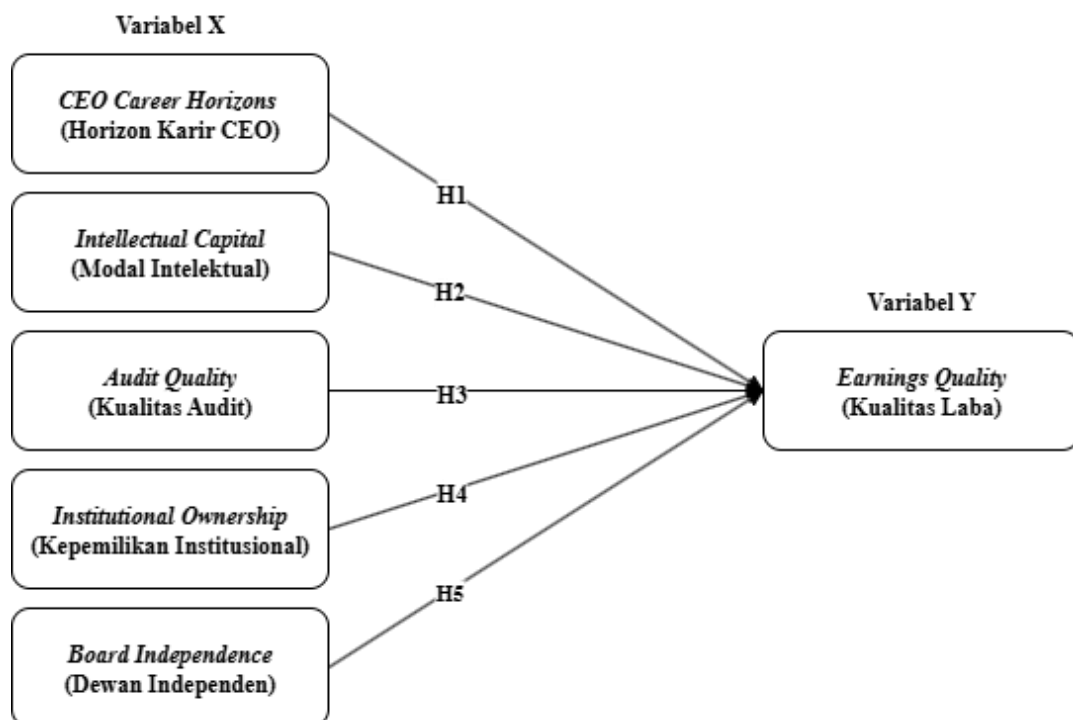 Variabel X
CEO Career Horizons
(Horizon Karir CEO)
H1
Intellectual Capital
(Modal Intelektual)
H2
Variabel Y
Audit Quality
(Kualitas Audit)
H3
Earnings Quality
(Kualitas Laba)
Institutional Ownership
(Kepemilikan Institusional)
H4
H5
Board Independence
(Dewan Independen)